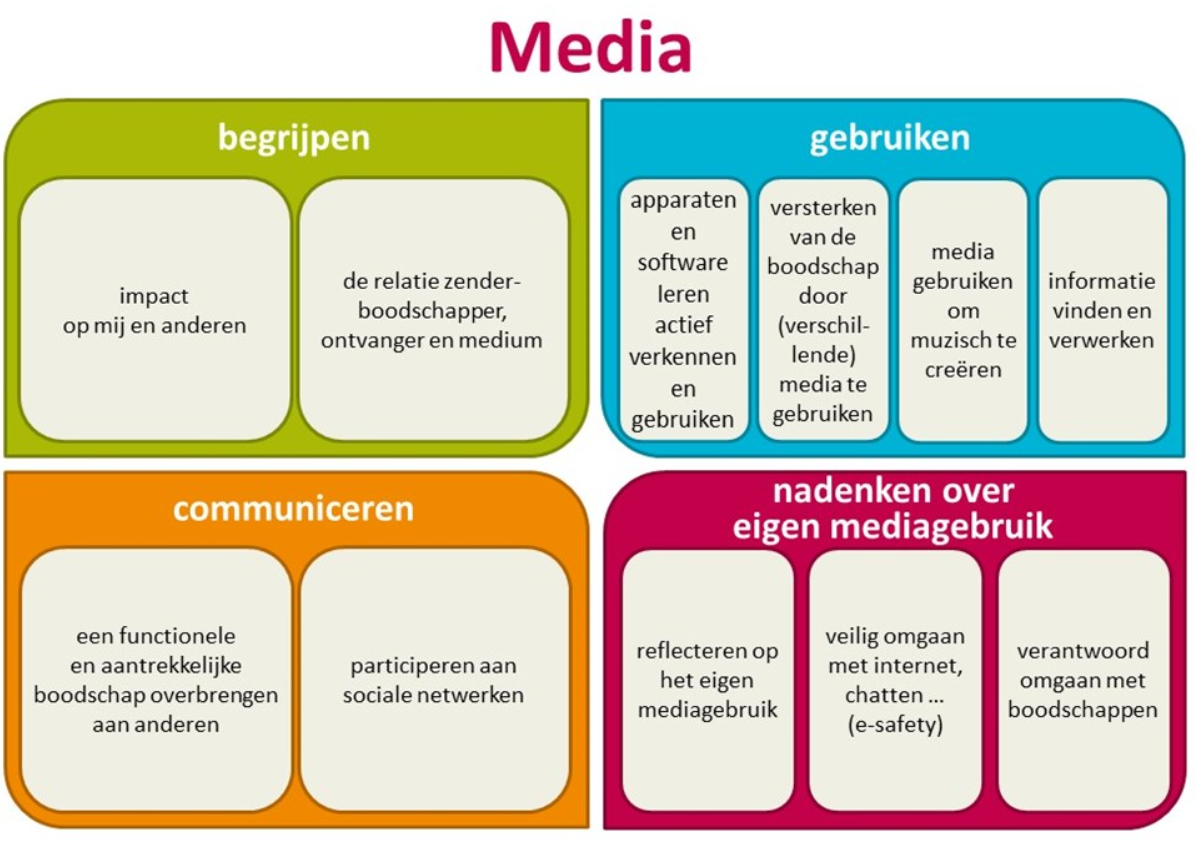 Media
begrijpen
impact
op mij en anderen
de relatie zender-
boodschapper,
ontvanger en medium
gebruiken
apparaten
en
software
leren
actief
verkennen
en
gebruiken
versterken
van de
boodschap
door
(verschil-
lende)
media te
gebruiken
media
gebruiken
om
muzisch te
creëren
informatie
vinden en
verwerken
communiceren
een functionele
en aantrekkelijke
boodschap overbrengen
aan anderen
participeren aan
sociale netwerken
nadenken over
eigen mediagebruik
reflecteren op
het eigen
mediagebruik
veilig omgaan
met internet,
chatten ...
(e-safety)
verantwoord
omgaan met
boodschappen